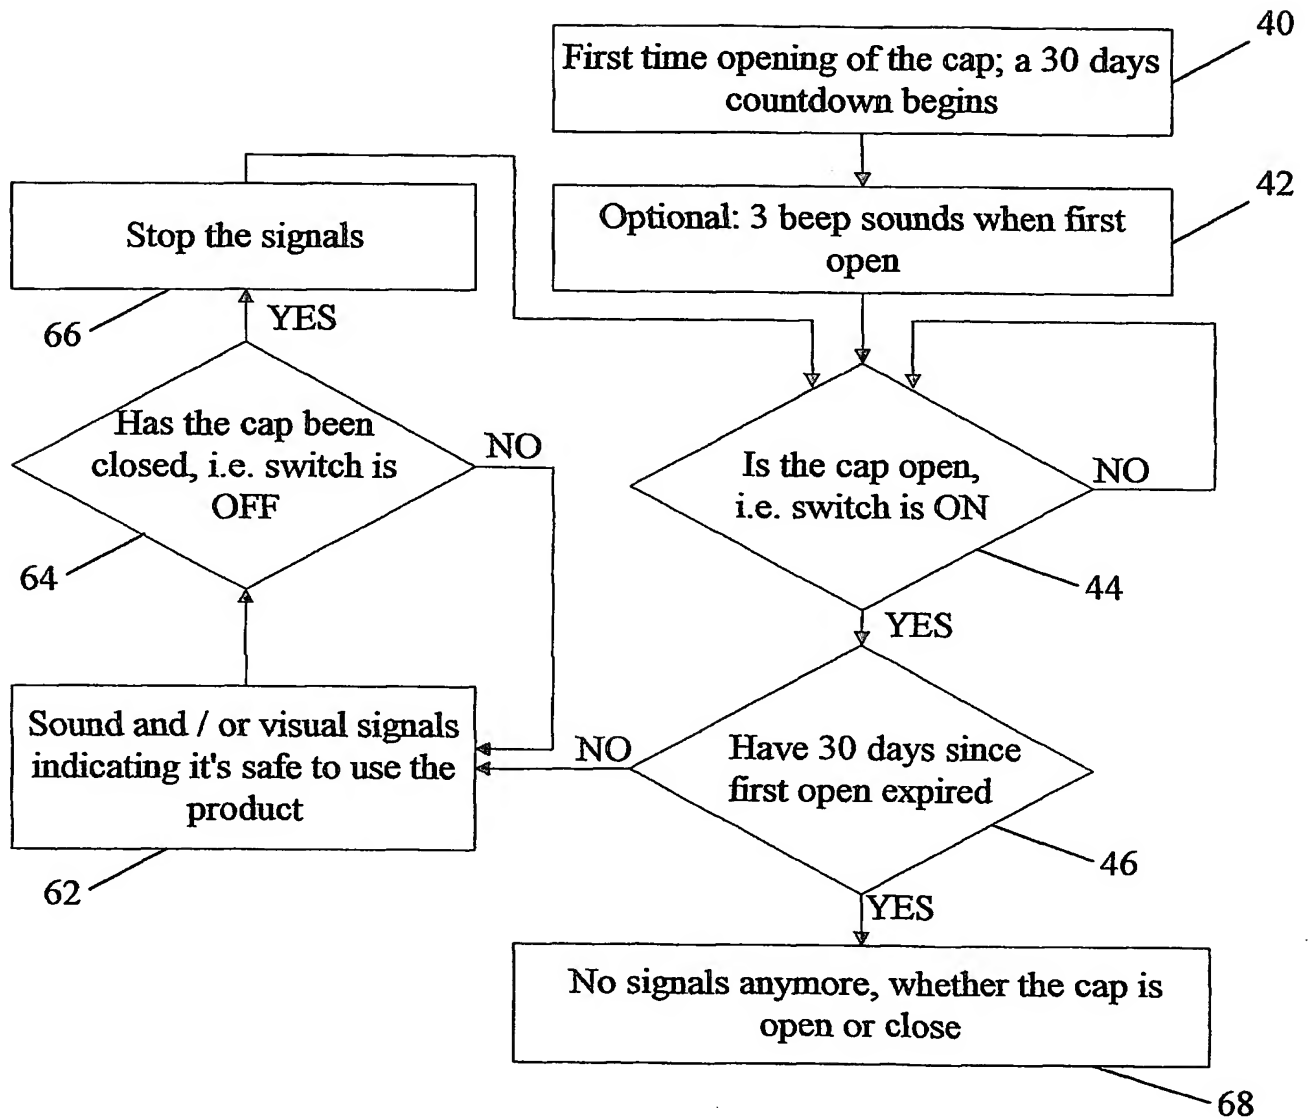 40
First time opening of the cap; a 30 days
countdown begins
42
Optional: 3 beep sounds when first
open
Stop the signals
66
YES
Has the cap been
closed, i.e. switch is
OFF
NO
64
Is the cap open,
i.e. switch is ON
NO
44
YES
Sound and / or visual signals
indicating it's safe to use the
product
62
NO
Have 30 days since
first open expired
46
YES
No signals anymore, whether the cap is
open or close
68